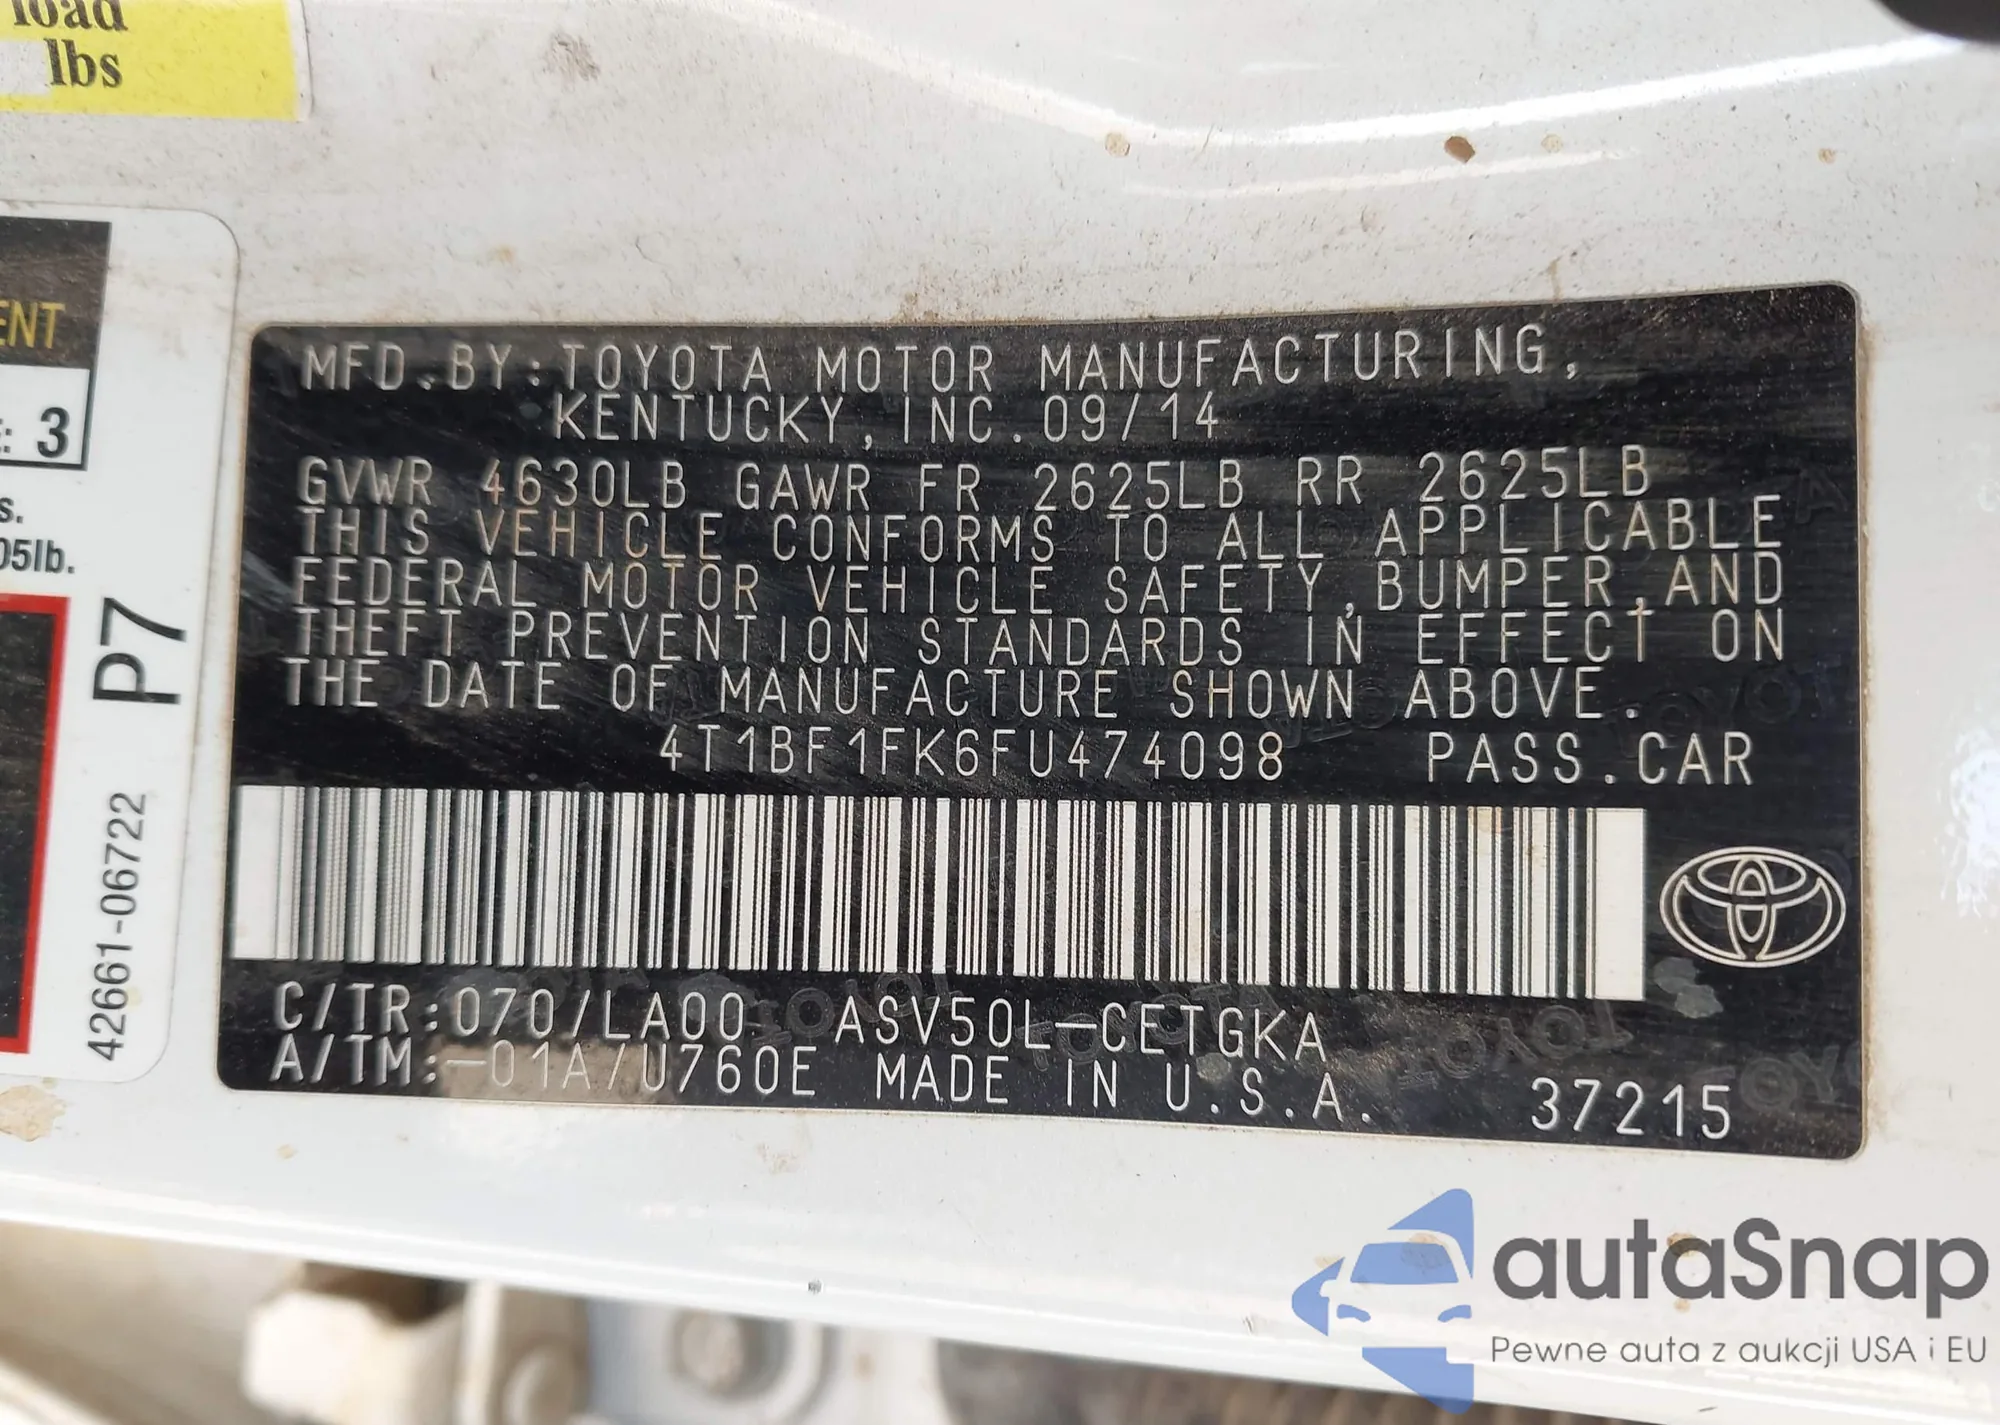 load
lbs
ENT
E: 3
s.
05lb.
P7
42661-06722
MFD.BY:TOYOTA MOTOR MANUFACTURING,
KENTUCKY,INC.09/14
GVWR 4630LB GAWR FR 2625LB RR 2625LB
THIS VEHICLE CONFORMS TO ALL APPLICABLE
FEDERAL MOTOR VEHICLE SAFETY,BUMPER,AND
THEFT PREVENTION STANDARDS IN EFFECT ON
THE DATE OF MANUFACTURE SHOWN ABOVE.
4T1BF1FK6FU474098 PASS.CAR
C/TR:070/LA00 ASV50L-CETGKA
A/TM:-01A/U760E MADE IN U.S.A. 37215
autaSnap
Pewne auta z aukcji USA i EU